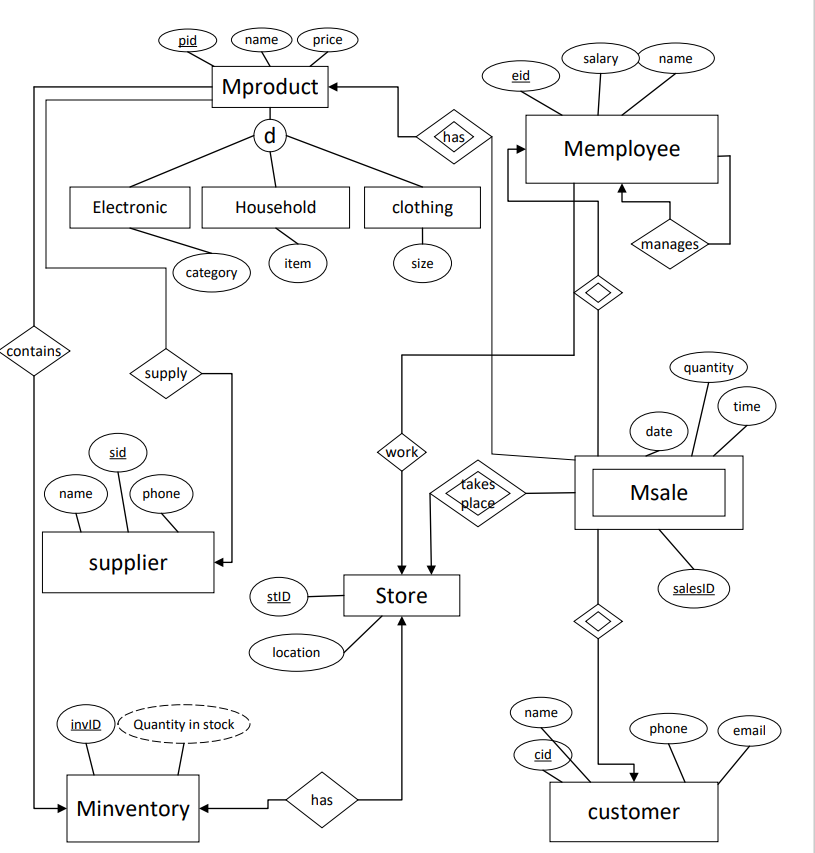 pid
name
price
Mproduct
d
has
eid
salary
name
Memployee
manages
Electronic
Household
clothing
category
item
size
contains
supply
quantity
time
date
Msale
salesID
work
takes
place
sid
name
phone
supplier
stID
Store
location
invID
Quantity in stock
Minventory
has
name
cid
phone
email
customer